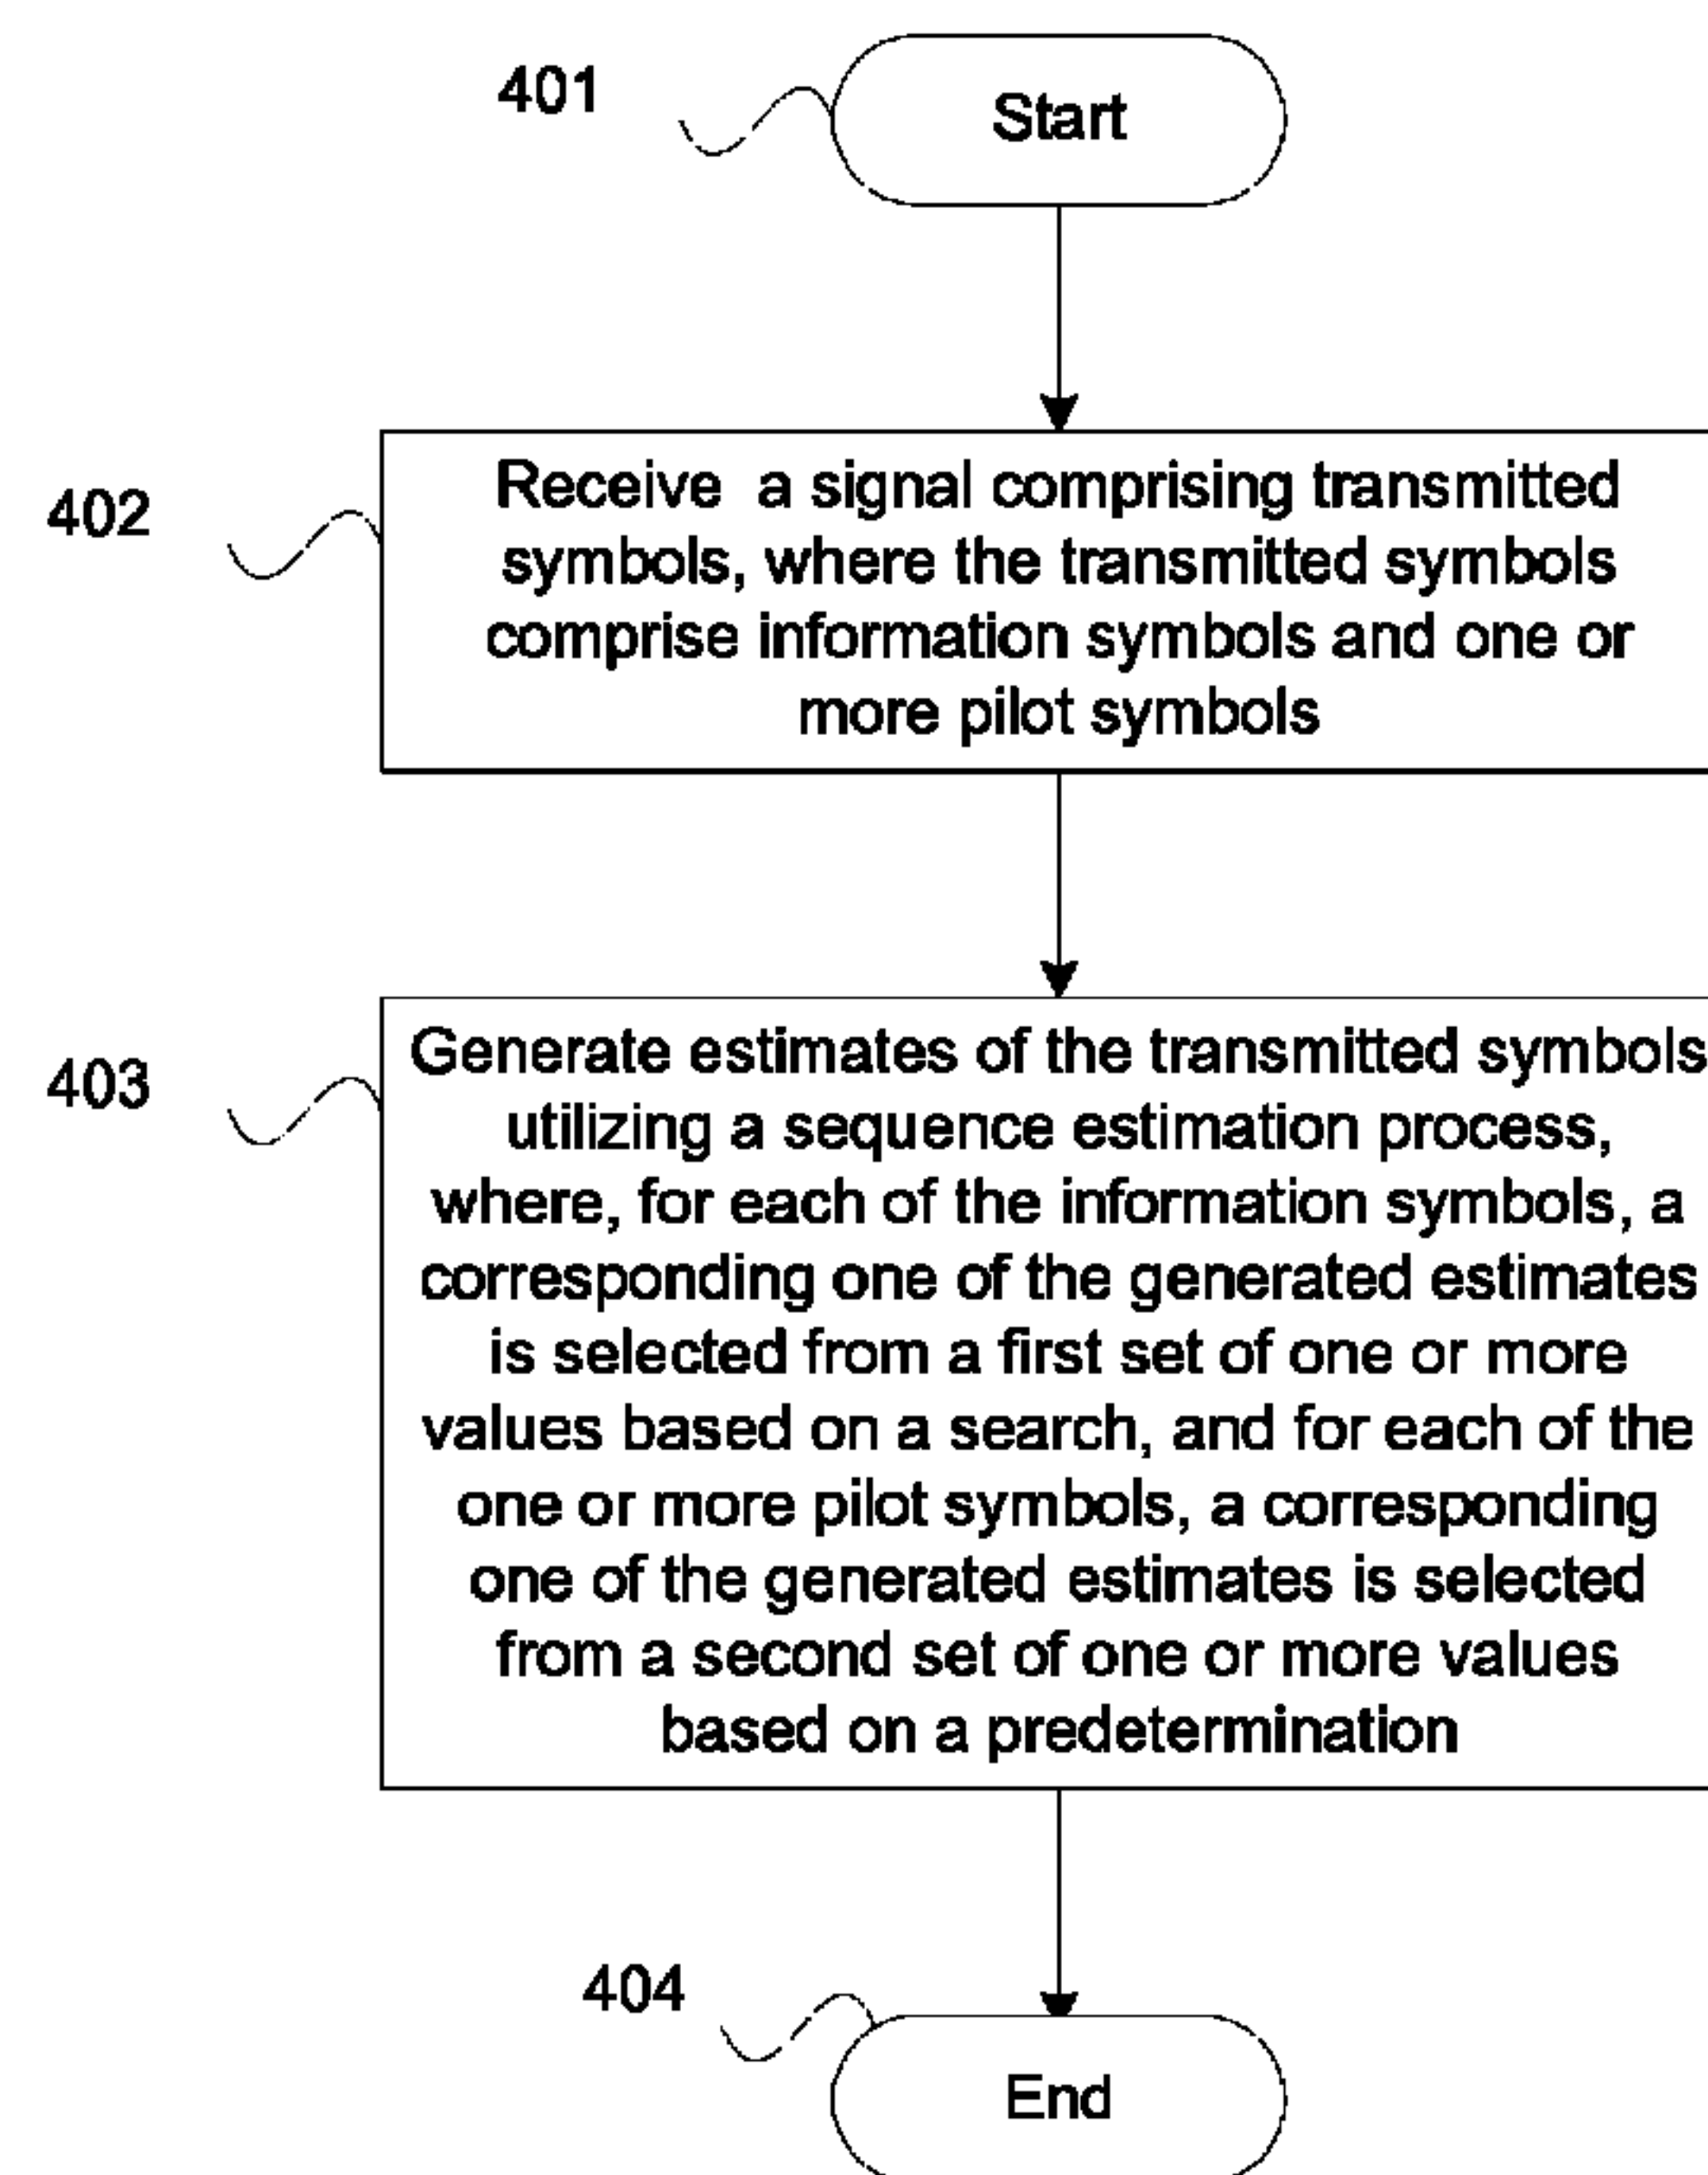 401
Start
402
Receive a signal comprising transmitted
symbols, where the transmitted symbols
comprise information symbols and one or
more pilot symbols
403
Generate estimates of the transmitted symbols
utilizing a sequence estimation process,
where, for each of the information symbols, a
corresponding one of the generated estimates
is selected from a first set of one or more
values based on a search, and for each of the
one or more pilot symbols, a corresponding
one of the generated estimates is selected
from a second set of one or more values
based on a predetermination
404
End